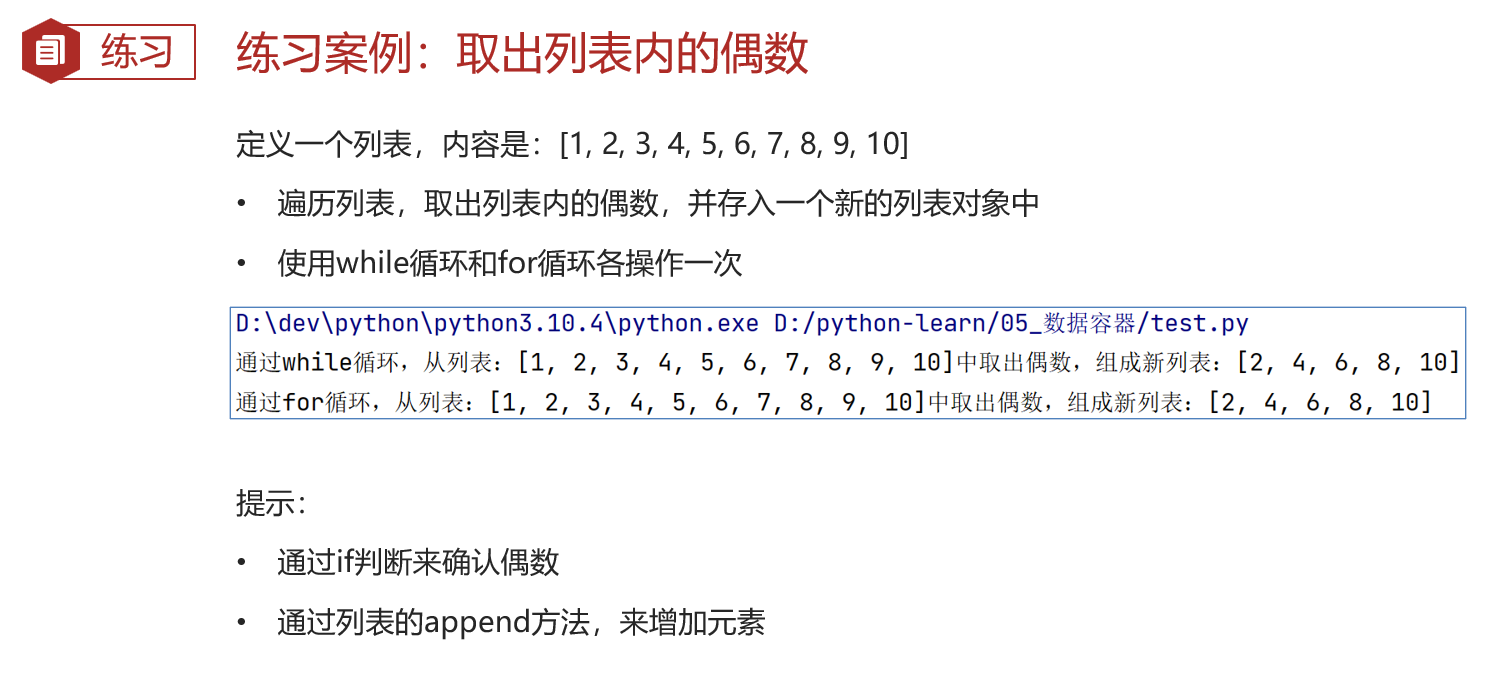 练习
练习案例：取出列表内的偶数
定义一个列表，内容是：[1, 2, 3, 4, 5, 6, 7, 8, 9, 10]
• 遍历列表，取出列表内的偶数，并存入一个新的列表对象中
• 使用while循环和for循环各操作一次
D:\dev\python\python3.10.4\python.exe D:/python-learn/05_数据容器/test.py
通过while循环，从列表：[1, 2, 3, 4, 5, 6, 7, 8, 9, 10]中取出偶数，组成新列表：[2, 4, 6, 8, 10]
通过for循环，从列表：[1, 2, 3, 4, 5, 6, 7, 8, 9, 10]中取出偶数，组成新列表：[2, 4, 6, 8, 10]
提示：
• 通过if判断来确认偶数
• 通过列表的append方法，来增加元素